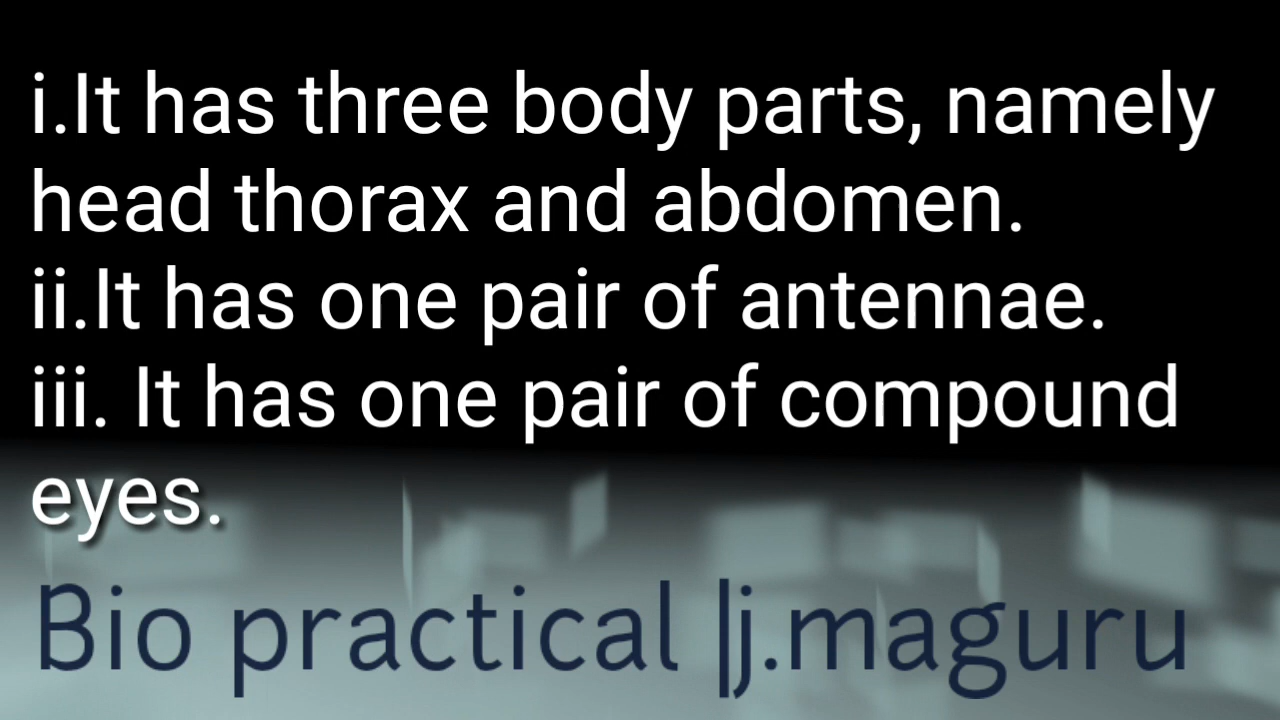 i.It has three body parts, namely
head thorax and abdomen.
ii.It has one pair of antennae.
iii. It has one pair of compound
eyes.
Bio practical |j.maguru